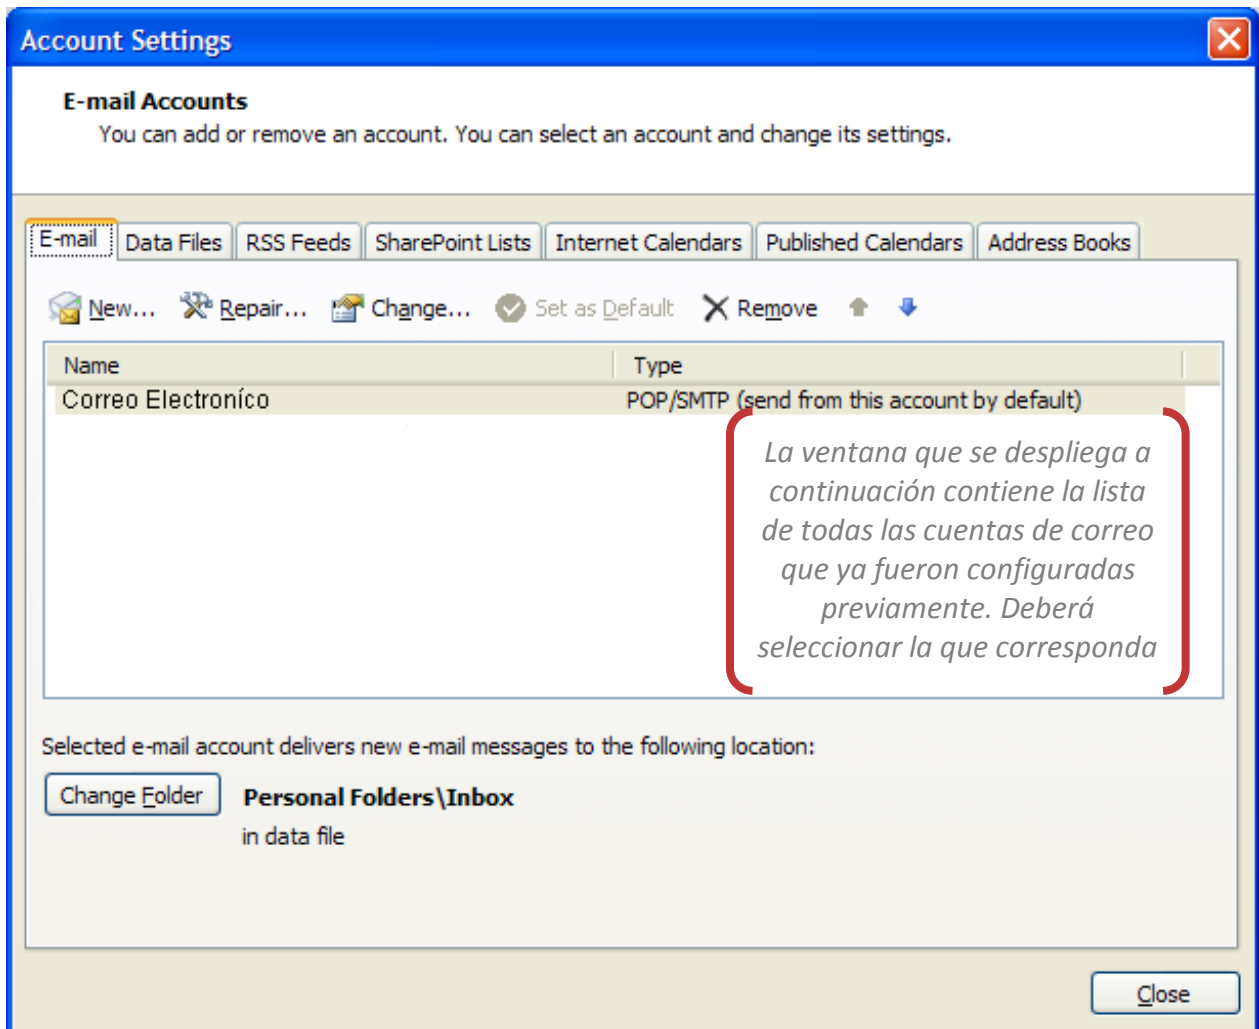 Account Settings
E-mail Accounts
You can add or remove an account. You can select an account and change its settings.
E-mail Data Files RSS Feeds SharePoint Lists Internet Calendars Published Calendars Address Books
New... Repair... Change... Set as Default Remove
Name Type
Correo Electroníco POP/SMTP (send from this account by default)
La ventana que se despliega a
continuación contiene la lista
de todas las cuentas de correo
que ya fueron configuradas
previamente. Deberá
seleccionar la que corresponda
Selected e-mail account delivers new e-mail messages to the following location:
Change Folder Personal Folders\Inbox
in data file
Close